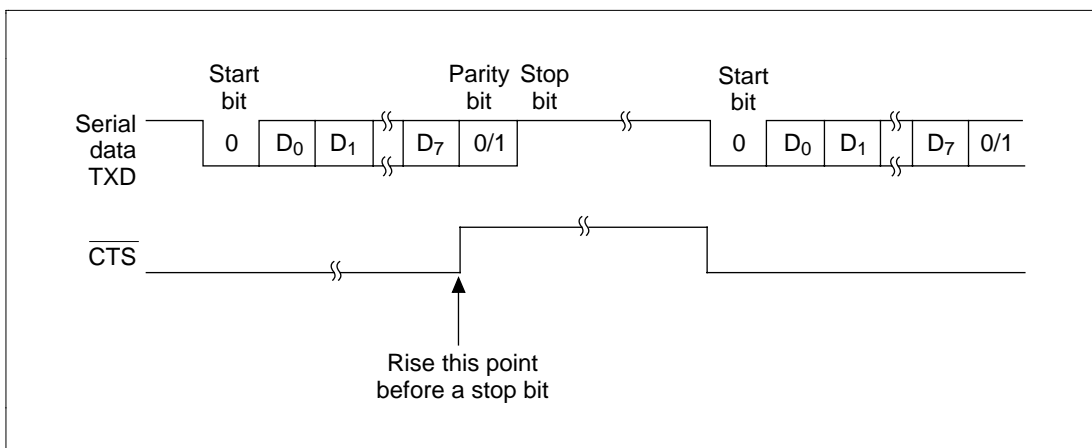 Start
bit
Parity
bit
Stop
bit
Start
bit
Serial
data
TXD
0 D0 D1 D7 0/1 0 D0 D1 D7 0/1
CTS
Rise this point
before a stop bit